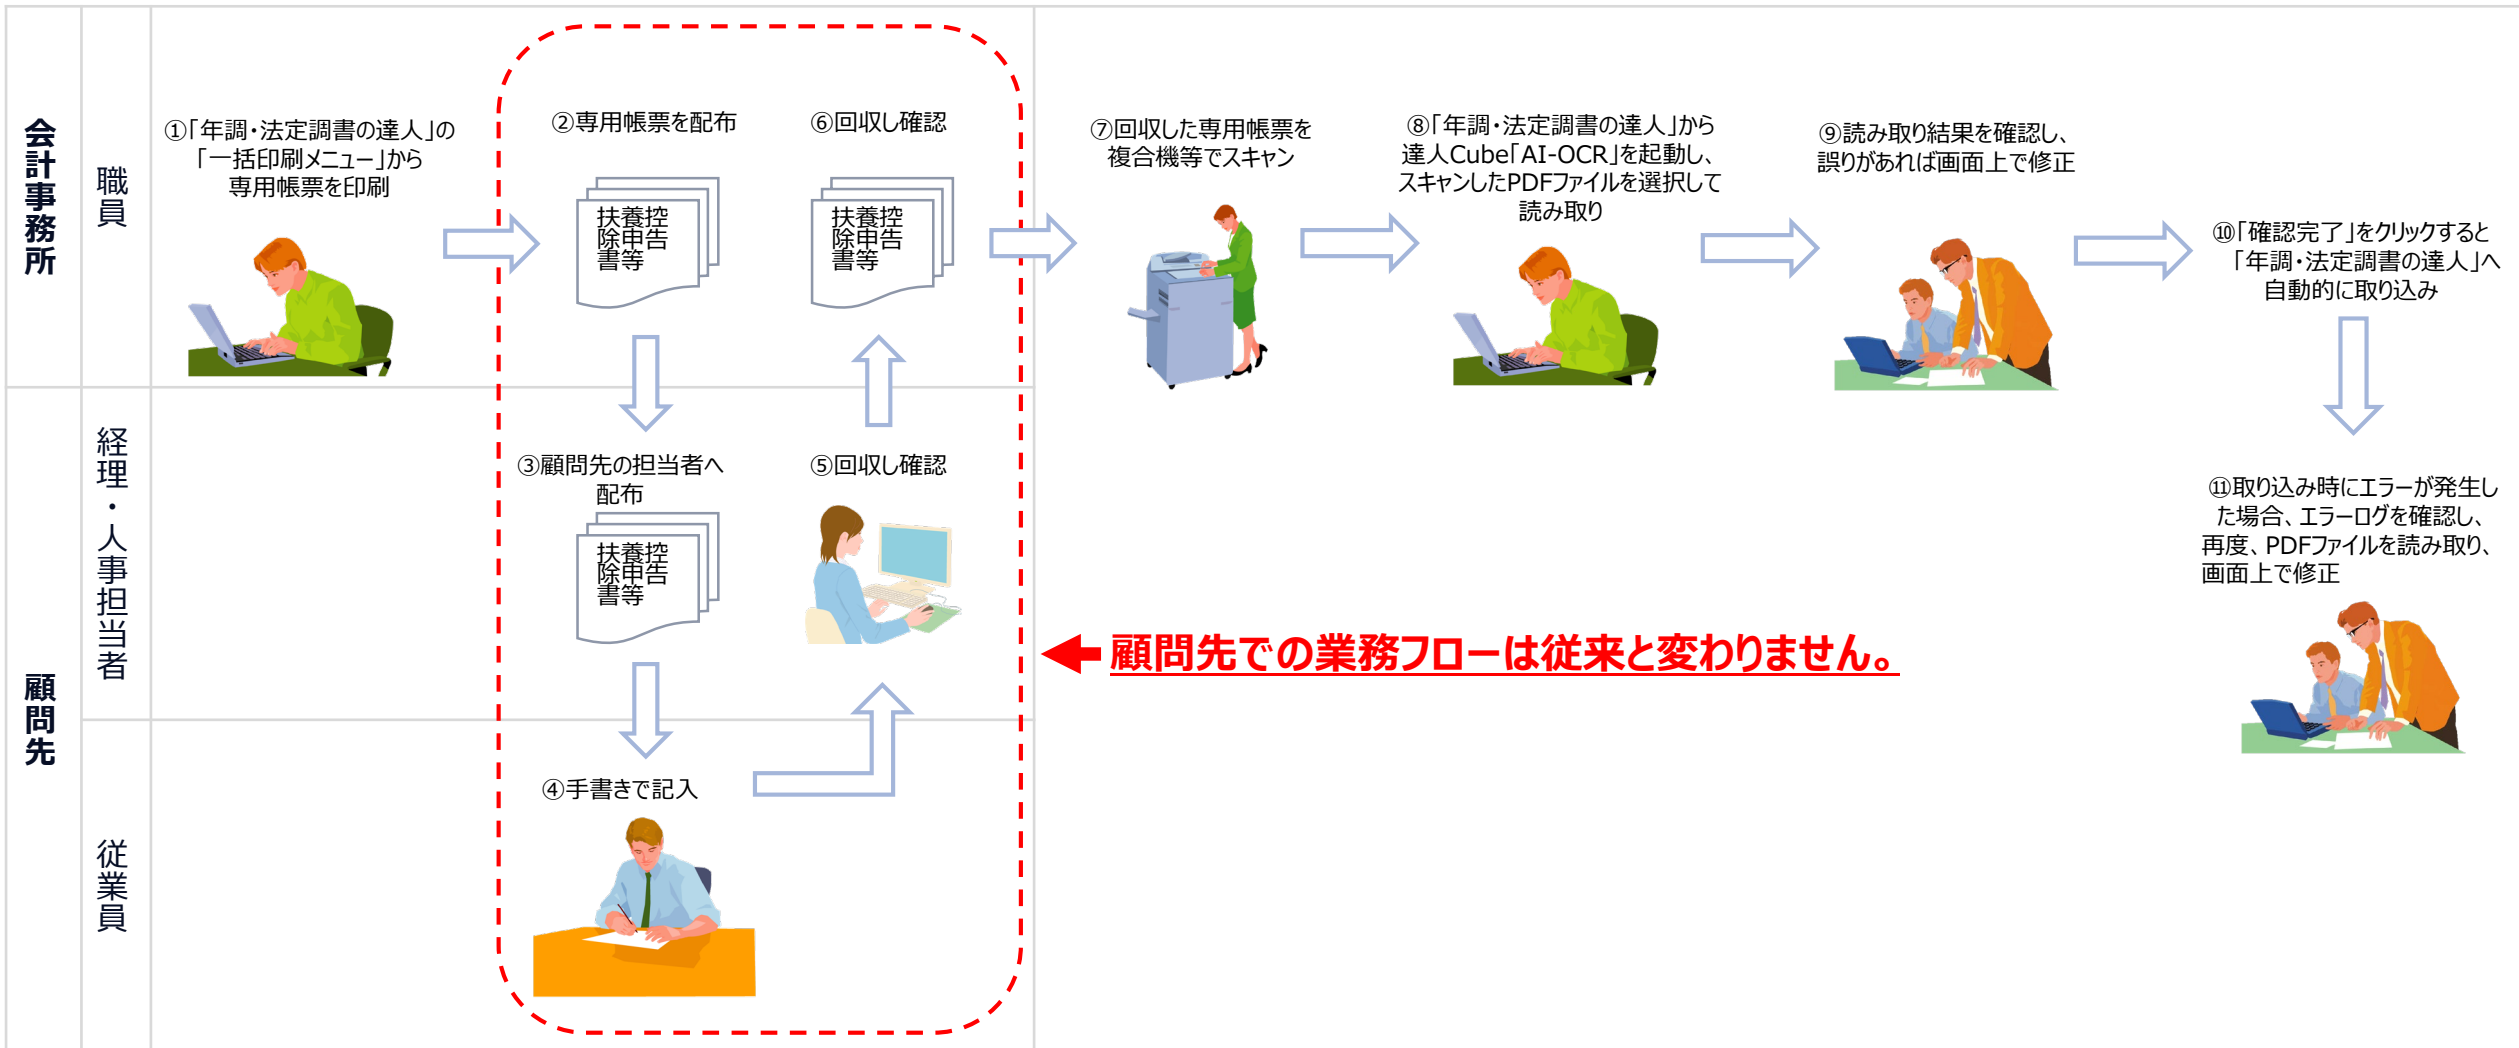 会計事務所
職員
①「年調・法定調書の達人」の
「一括印刷メニュー」から
専用帳票を印刷
②専用帳票を配布
扶養控
除申告
書等
⑥回収し確認
扶養控
除申告
書等
⑦回収した専用帳票を
複合機等でスキャン
⑧「年調・法定調書の達人」から
達人Cube「AI-OCR」を起動し、
スキャンしたPDFファイルを選択して
読み取り
⑨読み取り結果を確認し、
誤りがあれば画面上で修正
⑩「確認完了」をクリックすると
「年調・法定調書の達人」へ
自動的に取り込み
⑪取り込み時にエラーが発生し
た場合、エラーログを確認し、
再度、PDFファイルを読み取り、
画面上で修正
顧問先
経理・人事担当者
③顧問先の担当者へ
配布
扶養控
除申告
書等
⑤回収し確認
顧問先での業務フローは従来と変わりません。
従業員
④手書きで記入